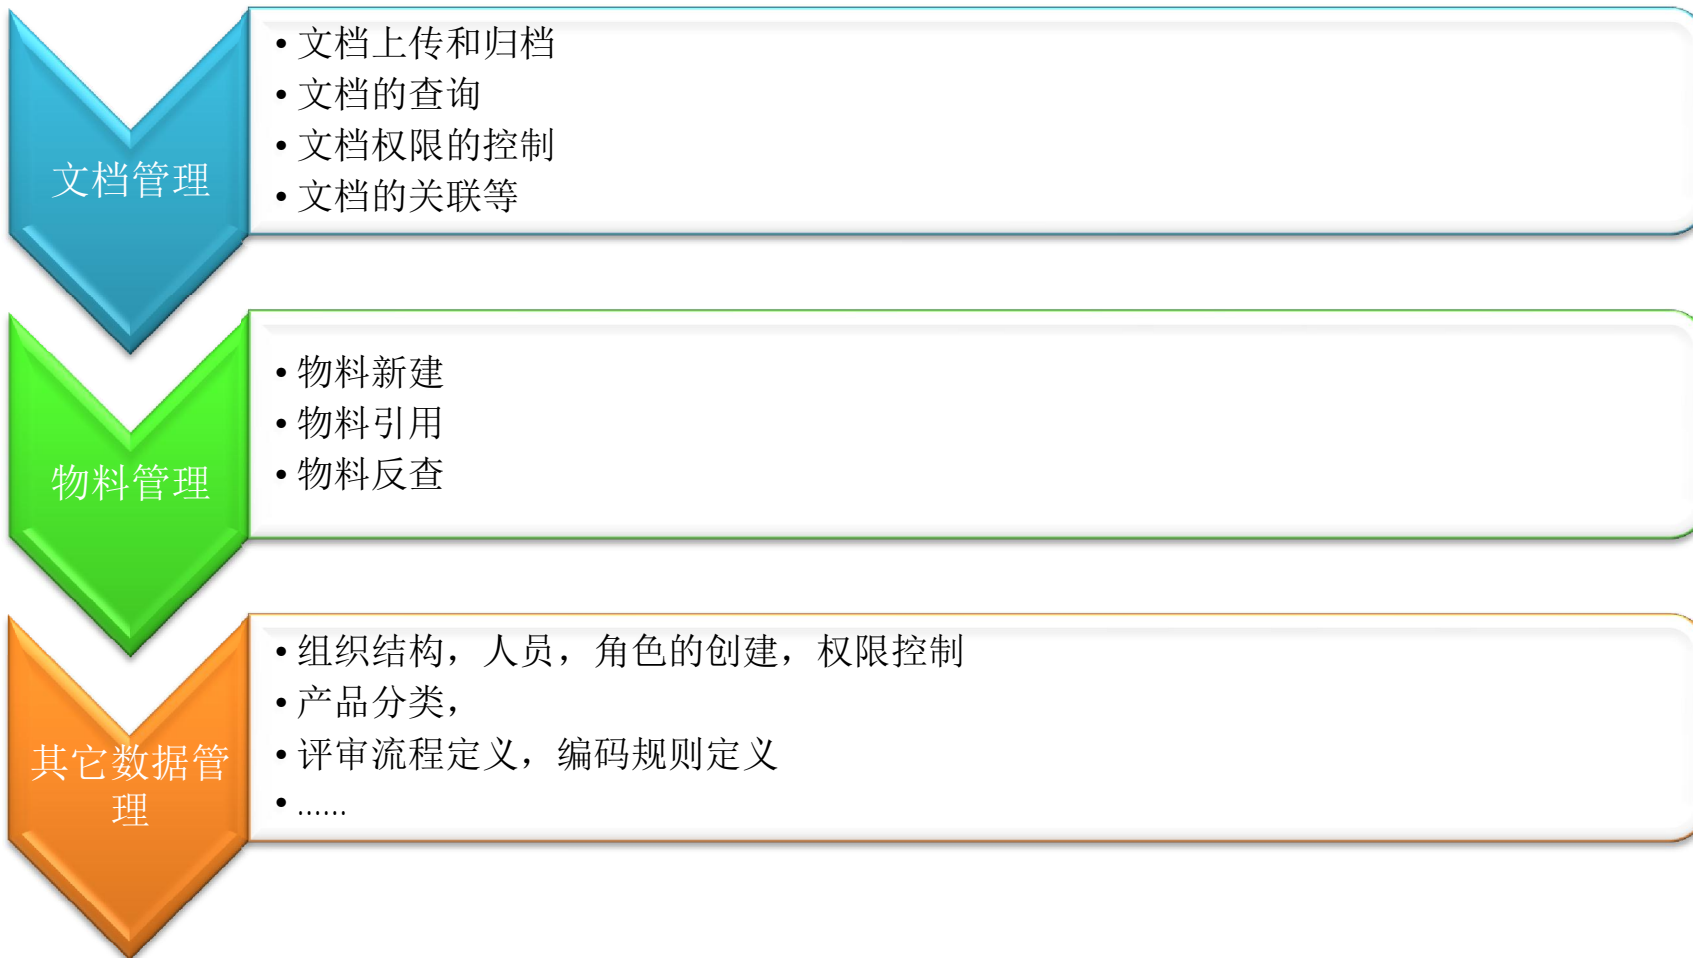 文档管理
• 文档上传和归档
• 文档的查询
• 文档权限的控制
• 文档的关联等
物料管理
• 物料新建
• 物料引用
• 物料反查
其它数据管
理
• 组织结构，人员，角色的创建，权限控制
• 产品分类，
• 评审流程定义，编码规则定义
• ......